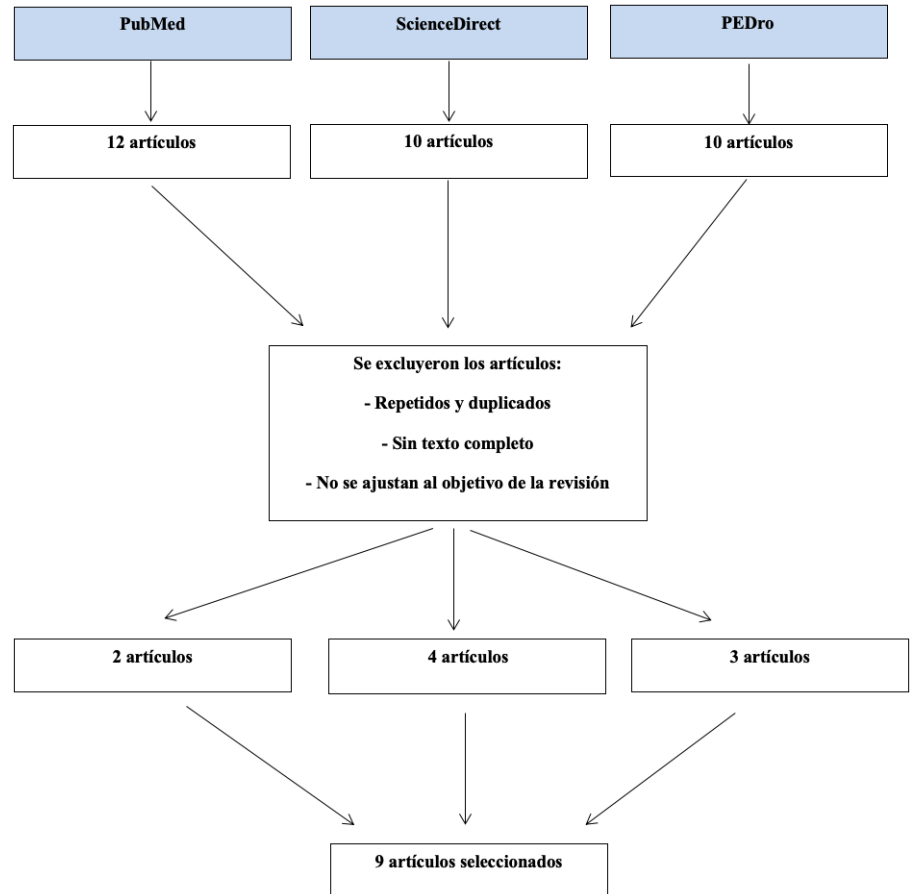 PubMed
ScienceDirect
PEDro
12 artículos
10 artículos
10 artículos
Se excluyeron los artículos:
- Repetidos y duplicados
- Sin texto completo
- No se ajustan al objetivo de la revisión
2 artículos
4 artículos
3 artículos
9 artículos seleccionados